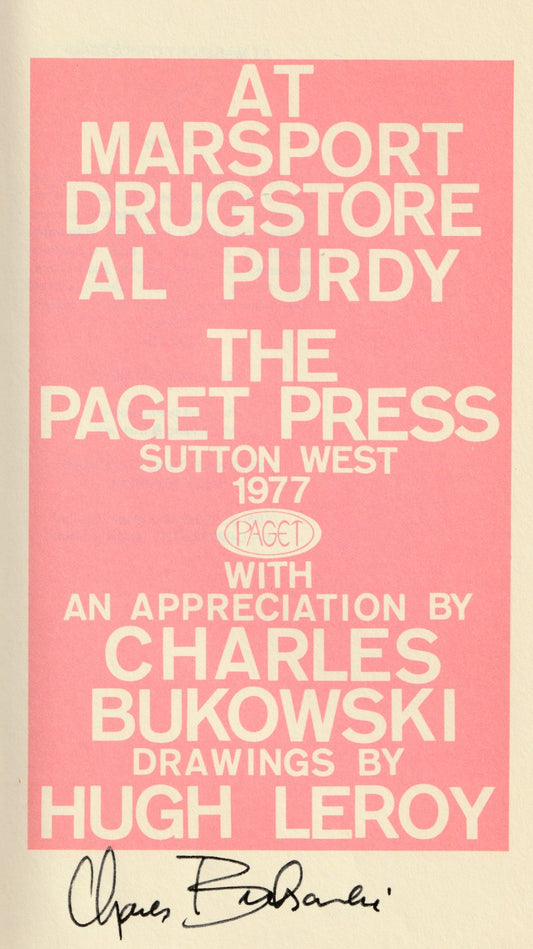 AT
MARSPORT
DRUGSTORE
AL PURDY
THE
PAGET PRESS
SUTTON WEST
1977
PAGET
WITH
AN APPRECIATION BY
CHARLES
BUKOWSKI
DRAWINGS BY
HUGH LEROY
Charles Bukowski